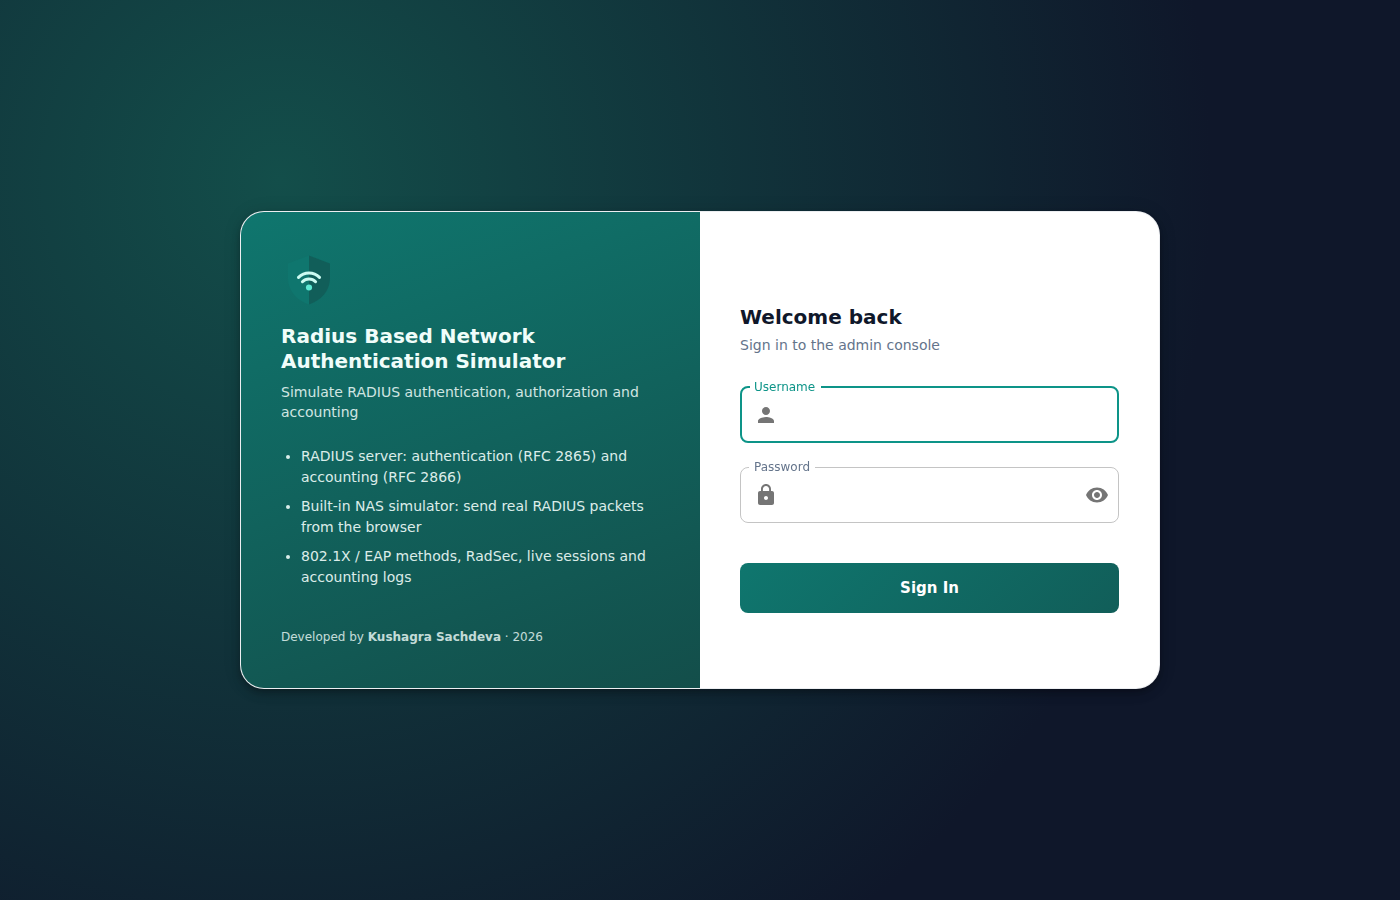 Radius Based Network
Authentication Simulator
Simulate RADIUS authentication, authorization and
accounting
• RADIUS server: authentication (RFC 2865) and
accounting (RFC 2866)
• Built-in NAS simulator: send real RADIUS packets
from the browser
• 802.1X / EAP methods, RadSec, live sessions and
accounting logs
Developed by Kushagra Sachdeva · 2026
Welcome back
Sign in to the admin console
Username
Password
Sign In